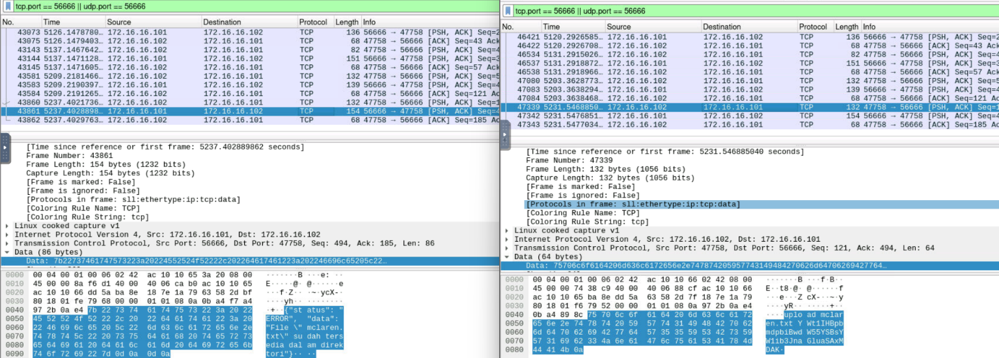 tcp.port == 56666 || udp.port == 56666
No. Time Source Destination Protocol Length Info
43073 5126.1478780… 172.16.16.101 172.16.16.102 TCP 136 56666 → 47758 [PSH, ACK] Seq=2
43075 5126.1479403… 172.16.16.102 172.16.16.101 TCP 68 47758 → 56666 [ACK] Seq=43 Ack
43143 5137.1467642… 172.16.16.102 172.16.16.101 TCP 82 47758 → 56666 [PSH, ACK] Seq=4
43144 5137.1471128… 172.16.16.101 172.16.16.102 TCP 151 56666 → 47758 [PSH, ACK] Seq=3
43145 5137.1471605… 172.16.16.102 172.16.16.101 TCP 68 47758 → 56666 [ACK] Seq=57 Ack
43581 5209.2181466… 172.16.16.102 172.16.16.101 TCP 132 47758 → 56666 [PSH, ACK] Seq=5
43583 5209.2190397… 172.16.16.101 172.16.16.102 TCP 139 56666 → 47758 [PSH, ACK] Seq=4
43584 5209.2191265… 172.16.16.102 172.16.16.101 TCP 68 47758 → 56666 [ACK] Seq=121 Ac
43860 5237.4021736… 172.16.16.102 172.16.16.101 TCP 132 47758 → 56666 [PSH, ACK] Seq=1
43861 5237.4028898… 172.16.16.101 172.16.16.102 TCP 154 56666 → 47758 [PSH, ACK] Seq=4
43862 5237.4029763… 172.16.16.102 172.16.16.101 TCP 68 47758 → 56666 [ACK] Seq=185 Ac
[Time since reference or first frame: 5237.402889862 seconds]
Frame Number: 43861
Frame Length: 154 bytes (1232 bits)
Capture Length: 154 bytes (1232 bits)
[Frame is marked: False]
[Frame is ignored: False]
[Protocols in frame: sll:ethertype:ip:tcp:data]
[Coloring Rule Name: TCP]
[Coloring Rule String: tcp]
Linux cooked capture v1
Internet Protocol Version 4, Src: 172.16.16.101, Dst: 172.16.16.102
Transmission Control Protocol, Src Port: 56666, Dst Port: 47758, Seq: 494, Ack: 185, Len: 86
Data (86 bytes)
Data: 7b22737461747573223a20224552524f52222c202264617461223a202246696c65205c22…
0000 00 04 00 01 00 06 02 42 ac 10 10 65 3a 20 08 00 ·······B ···e: ··
0010 45 00 00 8a f6 d1 40 00 40 06 ca b0 ac 10 10 65 E·····@· @······e
0020 ac 10 10 66 dd 5a ba 8e 18 7e 1a 79 63 58 2d bf ···f·Z·· ·~·ycX-·
0030 80 18 01 fe 79 68 00 00 01 01 08 0a 0b a4 f7 a4 ····yh·· ········
0040 97 2b 0a e4 7b 22 73 74 61 74 75 73 22 3a 20 22 ·+··{"st atus": "
0050 45 52 52 4f 52 22 2c 20 22 64 61 74 61 22 3a 20 ERROR", "data":
0060 22 46 69 6c 65 20 5c 22 6d 63 6c 61 72 65 6e 2e "File \" mclaren.
0070 74 78 74 5c 22 20 73 75 64 61 68 20 74 65 72 73 txt\" su dah ters
0080 65 64 69 61 20 64 61 6c 61 6d 20 64 69 72 65 6b edia dal am direk
0090 74 6f 72 69 22 7d 0d 0a 0d 0a tori"}·· ··
tcp.port == 56666 || udp.port == 56666
No. Time Source Destination Protocol Length Info
46421 5120.2926585… 172.16.16.101 172.16.16.102 TCP 136 56666 → 47758 [PSH, ACK] Seq=2
46422 5120.2926708… 172.16.16.102 172.16.16.101 TCP 68 47758 → 56666 [ACK] Seq=43 Ack
46534 5131.2915026… 172.16.16.102 172.16.16.101 TCP 82 47758 → 56666 [PSH, ACK] Seq=4
46537 5131.2918872… 172.16.16.101 172.16.16.102 TCP 151 56666 → 47758 [PSH, ACK] Seq=3
46538 5131.2918966… 172.16.16.102 172.16.16.101 TCP 68 47758 → 56666 [ACK] Seq=57 Ack
47080 5203.3628773… 172.16.16.102 172.16.16.101 TCP 132 47758 → 56666 [PSH, ACK] Seq=5
47083 5203.3638294… 172.16.16.101 172.16.16.102 TCP 139 56666 → 47758 [PSH, ACK] Seq=4
47084 5203.3638468… 172.16.16.102 172.16.16.101 TCP 68 47758 → 56666 [ACK] Seq=121 Ac
47339 5231.5468850… 172.16.16.102 172.16.16.101 TCP 132 47758 → 56666 [PSH, ACK] Seq=1
47342 5231.5476851… 172.16.16.101 172.16.16.102 TCP 154 56666 → 47758 [PSH, ACK] Seq=4
47343 5231.5477034… 172.16.16.102 172.16.16.101 TCP 68 47758 → 56666 [ACK] Seq=185 Ac
[Time since reference or first frame: 5231.546885040 seconds]
Frame Number: 47339
Frame Length: 132 bytes (1056 bits)
Capture Length: 132 bytes (1056 bits)
[Frame is marked: False]
[Frame is ignored: False]
[Protocols in frame: sll:ethertype:ip:tcp:data]
[Coloring Rule Name: TCP]
[Coloring Rule String: tcp]
Linux cooked capture v1
Internet Protocol Version 4, Src: 172.16.16.102, Dst: 172.16.16.101
Transmission Control Protocol, Src Port: 47758, Dst Port: 56666, Seq: 121, Ack: 494, Len: 64
Data (64 bytes)
Data: 75706c6f6164206d636c6172656e2e747874205957743149484270626d64706269427764…
0000 00 04 00 01 00 06 02 42 ac 10 10 66 02 42 08 00 ·······B ···f·B··
0010 45 00 00 74 38 c9 40 00 40 06 88 cf ac 10 10 66 E··t8·@· @······f
0020 ac 10 10 65 ba 8e dd 5a 63 58 2d 7f 18 7e 1a 79 ···e···Z cX-··~·y
0030 80 18 01 f6 79 52 00 00 01 01 08 0a 97 2b 0a e4 ····yR·· ·····+··
0040 0b a4 89 8c 75 70 6c 6f 61 64 20 6d 63 6c 61 72 ····uplo ad mclar
0050 65 6e 2e 74 78 74 20 59 57 74 31 49 48 42 70 62 en.txt Y Wt1IHBpb
0060 6d 64 70 62 69 42 77 64 57 35 35 59 53 42 73 59 mdpbiBwd W55YSBsY
0070 57 31 69 62 33 4a 6e 61 47 6c 75 61 53 41 78 4d W1ib3Jna GluaSAxM
0080 44 41 4b 0a DAK·